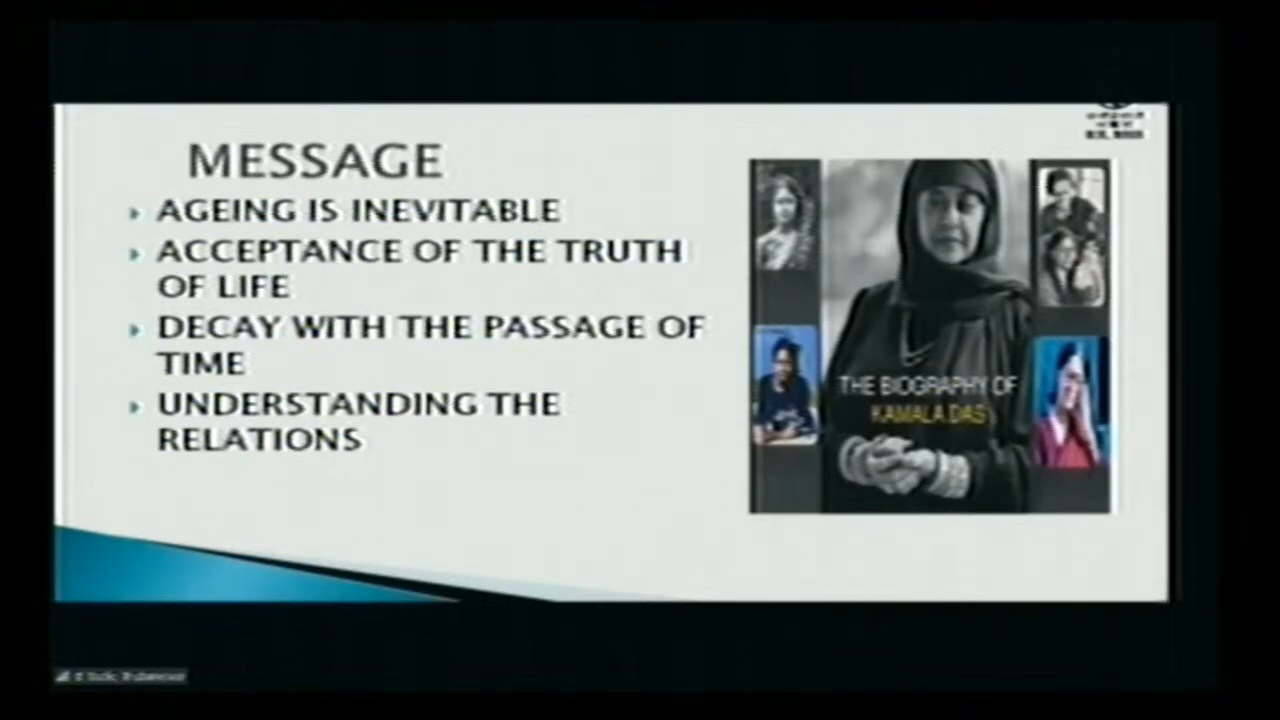 MESSAGE
AGEING IS INEVITABLE
ACCEPTANCE OF THE TRUTH
OF LIFE
DECAY WITH THE PASSAGE OF
TIME
UNDERSTANDING THE
RELATIONS
THE BIOGRAPHY OF
KAMALA DAS